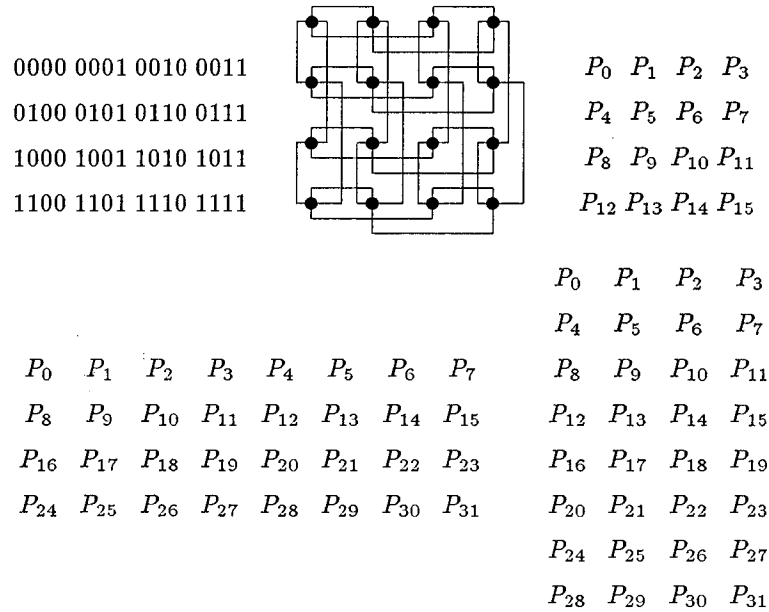 0000 0001 0010 0011
0100 0101 0110 0111
1000 1001 1010 1011
1100 1101 1110 1111
P₀ P₁ P₂ P₃
P₄ P₅ P₆ P₇
P₈ P₉ P₁₀ P₁₁
P₁₂ P₁₃ P₁₄ P₁₅
P₀ P₁ P₂ P₃ P₄ P₅ P₆ P₇
P₈ P₉ P₁₀ P₁₁ P₁₂ P₁₃ P₁₄ P₁₅
P₁₆ P₁₇ P₁₈ P₁₉ P₂₀ P₂₁ P₂₂ P₂₃
P₂₄ P₂₅ P₂₆ P₂₇ P₂₈ P₂₉ P₃₀ P₃₁
P₀ P₁ P₂ P₃
P₄ P₅ P₆ P₇
P₈ P₉ P₁₀ P₁₁
P₁₂ P₁₃ P₁₄ P₁₅
P₁₆ P₁₇ P₁₈ P₁₉
P₂₀ P₂₁ P₂₂ P₂₃
P₂₄ P₂₅ P₂₆ P₂₇
P₂₈ P₂₉ P₃₀ P₃₁